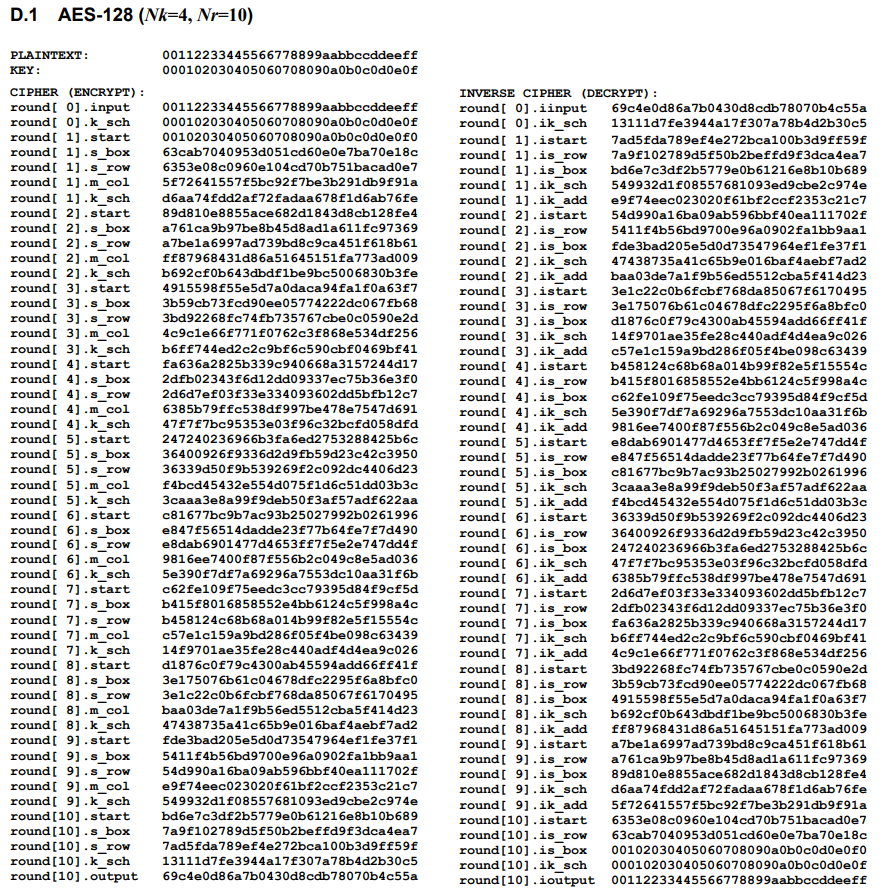 D.1 AES-128 (Nk=4, Nr=10)
PLAINTEXT: 00112233445566778899aabbccddeeff
KEY: 000102030405060708090a0b0c0d0e0f
CIPHER (ENCRYPT):
round[ 0].input 00112233445566778899aabbccddeeff
round[ 0].k_sch 000102030405060708090a0b0c0d0e0f
round[ 1].start 00102030405060708090a0b0c0d0e0f0
round[ 1].s_box 63cab7040953d051cd60e0e7ba70e18c
round[ 1].s_row 6353e08c0960e104cd70b751bacad0e7
round[ 1].m_col 5f72641557f5bc92f7be3b291db9f91a
round[ 1].k_sch d6aa74fdd2af72fadaa678f1d6ab76fe
round[ 2].start 89d810e8855ace682d1843d8cb128fe4
round[ 2].s_box a761ca9b97be8b45d8ad1a611fc97369
round[ 2].s_row a7be1a6997ad739bd8c9ca451f618b61
round[ 2].m_col ff87968431d86a51645151fa773ad009
round[ 2].k_sch b692cf0b643dbdf1be9bc5006830b3fe
round[ 3].start 4915598f55e5d7a0daca94fa1f0a63f7
round[ 3].s_box 3b59cb73fcd90ee05774222dc067fb68
round[ 3].s_row 3bd92268fc74fb735767cbe0c0590e2d
round[ 3].m_col 4c9c1e66f771f0762c3f868e534df256
round[ 3].k_sch b6ff744ed2c2c9bf6c590cbf0469bf41
round[ 4].start fa636a2825b339c940668a3157244d17
round[ 4].s_box 2dfb02343f6d12dd09337ec75b36e3f0
round[ 4].s_row 2d6d7ef03f33e334093602dd5bfb12c7
round[ 4].m_col 6385b79ffc538df997be478e7547d691
round[ 4].k_sch 47f7f7bc95353e03f96c32bcfd058dfd
round[ 5].start 247240236966b3fa6ed2753288425b6c
round[ 5].s_box 36400926f9336d2d9fb59d23c42c3950
round[ 5].s_row 36339d50f9b539269f2c092dc4406d23
round[ 5].m_col f4bcd45432e554d075f1d6c51dd03b3c
round[ 5].k_sch 3caaa3e8a99f9deb50f3af57adf622aa
round[ 6].start c81677bc9b7ac93b25027992b0261996
round[ 6].s_box e847f56514dadde23f77b64fe7f7d490
round[ 6].s_row e8dab6901477d4653ff7f5e2e747dd4f
round[ 6].m_col 9816ee7400f87f556b2c049c8e5ad036
round[ 6].k_sch 5e390f7df7a69296a7553dc10aa31f6b
round[ 7].start c62fe109f75eedc3cc79395d84f9cf5d
round[ 7].s_box b415f8016858552e4bb6124c5f998a4c
round[ 7].s_row b458124c68b68a014b99f82e5f15554c
round[ 7].m_col c57e1c159a9bd286f05f4be098c63439
round[ 7].k_sch 14f9701ae35fe28c440adf4d4ea9c026
round[ 8].start d1876c0f79c4300ab45594add66ff41f
round[ 8].s_box 3e175076b61c04678dfc2295f6a8bfc0
round[ 8].s_row 3e1c22c0b6fcbf768da85067f6170495
round[ 8].m_col baa03de7a1f9b56ed5512cba5f414d23
round[ 8].k_sch 47438735a41c65b9e016baf4aebf7ad2
round[ 9].start fde3bad205e5d0d73547964ef1fe37f1
round[ 9].s_box 5411f4b56bd9700e96a0902fa1bb9aa1
round[ 9].s_row 54d990a16ba09ab596bbf40ea111702f
round[ 9].m_col e9f74eec023020f61bf2ccf2353c21c7
round[ 9].k_sch 549932d1f08557681093ed9cbe2c974e
round[10].start bd6e7c3df2b5779e0b61216e8b10b689
round[10].s_box 7a9f102789d5f50b2beffd9f3dca4ea7
round[10].s_row 7ad5fda789ef4e272bca100b3d9ff59f
round[10].k_sch 13111d7fe3944a17f307a78b4d2b30c5
round[10].output 69c4e0d86a7b0430d8cdb78070b4c55a
INVERSE CIPHER (DECRYPT):
round[ 0].iinput 69c4e0d86a7b0430d8cdb78070b4c55a
round[ 0].ik_sch 13111d7fe3944a17f307a78b4d2b30c5
round[ 1].istart 7ad5fda789ef4e272bca100b3d9ff59f
round[ 1].is_row 7a9f102789d5f50b2beffd9f3dca4ea7
round[ 1].is_box bd6e7c3df2b5779e0b61216e8b10b689
round[ 1].ik_sch 549932d1f08557681093ed9cbe2c974e
round[ 1].ik_add e9f74eec023020f61bf2ccf2353c21c7
round[ 2].istart 54d990a16ba09ab596bbf40ea111702f
round[ 2].is_row 5411f4b56bd9700e96a0902fa1bb9aa1
round[ 2].is_box fde3bad205e5d0d73547964ef1fe37f1
round[ 2].ik_sch 47438735a41c65b9e016baf4aebf7ad2
round[ 2].ik_add baa03de7a1f9b56ed5512cba5f414d23
round[ 3].istart 3e1c22c0b6fcbf768da85067f6170495
round[ 3].is_row 3e175076b61c04678dfc2295f6a8bfc0
round[ 3].is_box d1876c0f79c4300ab45594add66ff41f
round[ 3].ik_sch 14f9701ae35fe28c440adf4d4ea9c026
round[ 3].ik_add c57e1c159a9bd286f05f4be098c63439
round[ 4].istart b458124c68b68a014b99f82e5f15554c
round[ 4].is_row b415f8016858552e4bb6124c5f998a4c
round[ 4].is_box c62fe109f75eedc3cc79395d84f9cf5d
round[ 4].ik_sch 5e390f7df7a69296a7553dc10aa31f6b
round[ 4].ik_add 9816ee7400f87f556b2c049c8e5ad036
round[ 5].istart e8dab6901477d4653ff7f5e2e747dd4f
round[ 5].is_row e847f56514dadde23f77b64fe7f7d490
round[ 5].is_box c81677bc9b7ac93b25027992b0261996
round[ 5].ik_sch 3caaa3e8a99f9deb50f3af57adf622aa
round[ 5].ik_add f4bcd45432e554d075f1d6c51dd03b3c
round[ 6].istart 36339d50f9b539269f2c092dc4406d23
round[ 6].is_row 36400926f9336d2d9fb59d23c42c3950
round[ 6].is_box 247240236966b3fa6ed2753288425b6c
round[ 6].ik_sch 47f7f7bc95353e03f96c32bcfd058dfd
round[ 6].ik_add 6385b79ffc538df997be478e7547d691
round[ 7].istart 2d6d7ef03f33e334093602dd5bfb12c7
round[ 7].is_row 2dfb02343f6d12dd09337ec75b36e3f0
round[ 7].is_box fa636a2825b339c940668a3157244d17
round[ 7].ik_sch b6ff744ed2c2c9bf6c590cbf0469bf41
round[ 7].ik_add 4c9c1e66f771f0762c3f868e534df256
round[ 8].istart 3bd92268fc74fb735767cbe0c0590e2d
round[ 8].is_row 3b59cb73fcd90ee05774222dc067fb68
round[ 8].is_box 4915598f55e5d7a0daca94fa1f0a63f7
round[ 8].ik_sch b692cf0b643dbdf1be9bc5006830b3fe
round[ 8].ik_add ff87968431d86a51645151fa773ad009
round[ 9].istart a7be1a6997ad739bd8c9ca451f618b61
round[ 9].is_row a761ca9b97be8b45d8ad1a611fc97369
round[ 9].is_box 89d810e8855ace682d1843d8cb128fe4
round[ 9].ik_sch d6aa74fdd2af72fadaa678f1d6ab76fe
round[ 9].ik_add 5f72641557f5bc92f7be3b291db9f91a
round[10].istart 6353e08c0960e104cd70b751bacad0e7
round[10].is_row 63cab7040953d051cd60e0e7ba70e18c
round[10].is_box 00102030405060708090a0b0c0d0e0f0
round[10].ik_sch 000102030405060708090a0b0c0d0e0f
round[10].ioutput 00112233445566778899aabbccddeeff